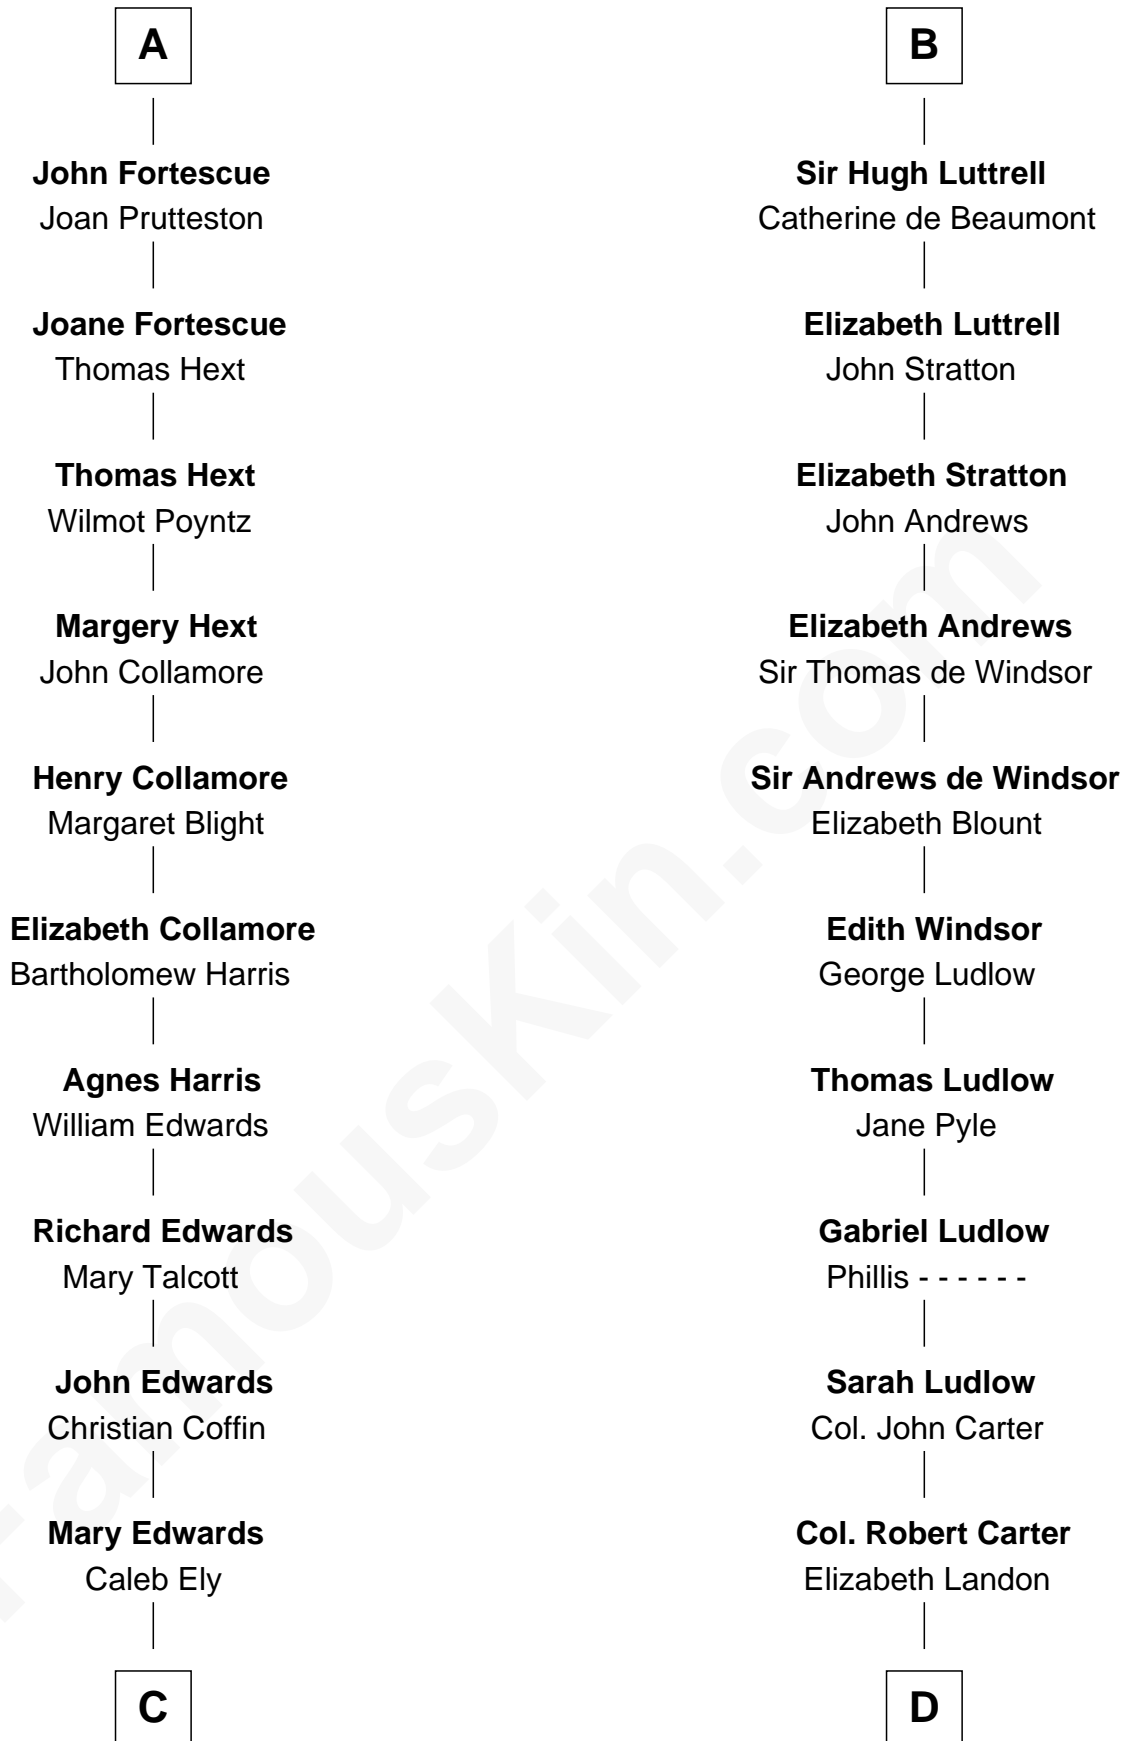 A
John Fortescue
Joan Prutteston
Joane Fortescue
Thomas Hext
Thomas Hext
Wilmot Poyntz
Margery Hext
John Collamore
Henry Collamore
Margaret Blight
Elizabeth Collamore
Bartholomew Harris
Agnes Harris
William Edwards
Richard Edwards
Mary Talcott
John Edwards
Christian Coffin
Mary Edwards
Caleb Ely
C
B
Sir Hugh Luttrell
Catherine de Beaumont
Elizabeth Luttrell
John Stratton
Elizabeth Stratton
John Andrews
Elizabeth Andrews
Sir Thomas de Windsor
Sir Andrews de Windsor
Elizabeth Blount
Edith Windsor
George Ludlow
Thomas Ludlow
Jane Pyle
Gabriel Ludlow
Phillis - - - - - -
Sarah Ludlow
Col. John Carter
Col. Robert Carter
Elizabeth Landon
D
FamousKin.com